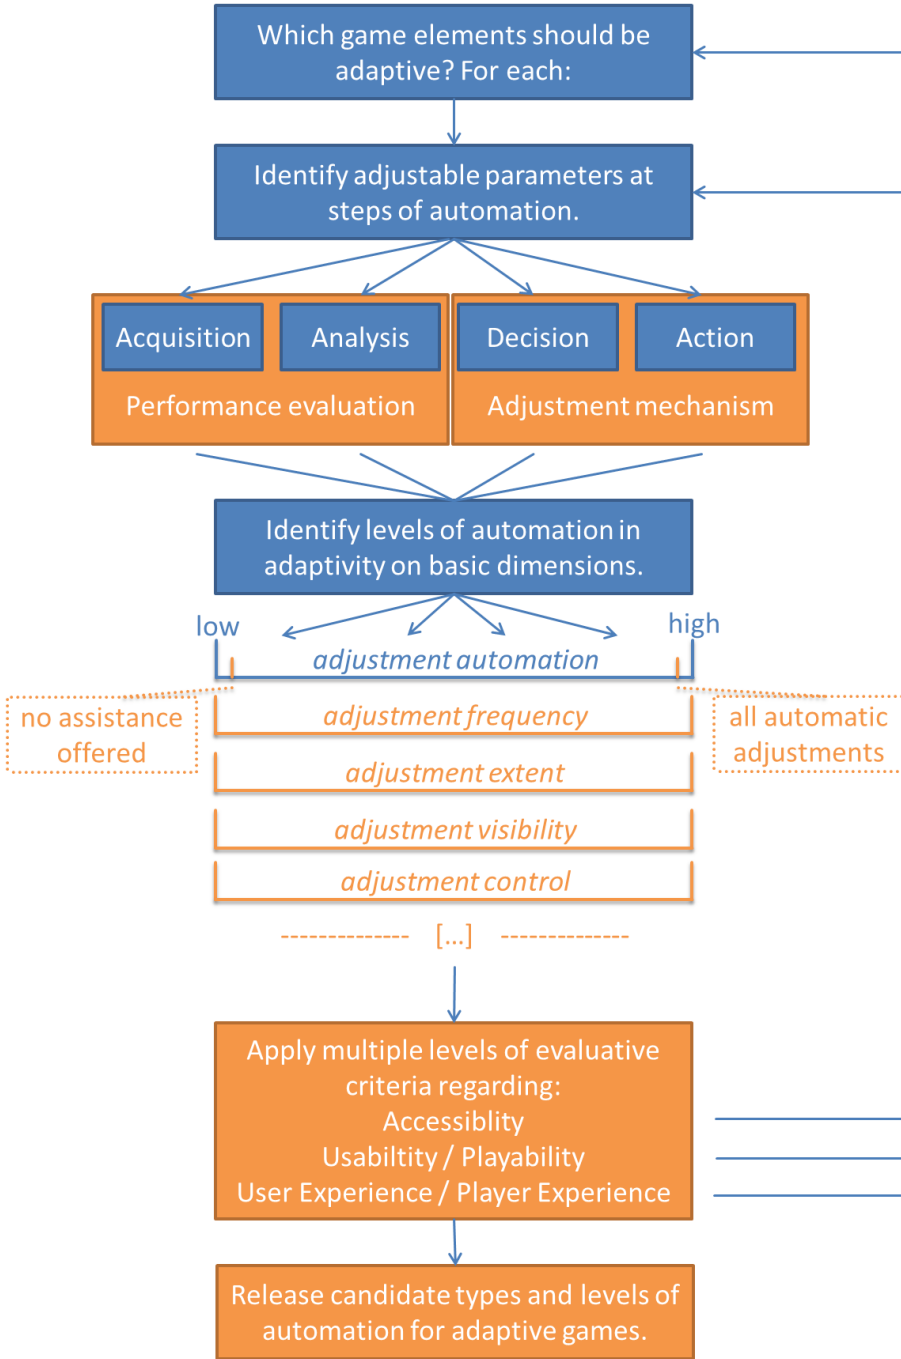 Which game elements should be
adaptive? For each:
Identify adjustable parameters at
steps of automation.
Acquisition
Analysis
Decision
Action
Performance evaluation
Adjustment mechanism
Identify levels of automation in
adaptivity on basic dimensions.
low
high
adjustment automation
no assistance
offered
adjustment frequency
all automatic
adjustments
adjustment extent
adjustment visibility
adjustment control
-------------- [...] --------------
Apply multiple levels of evaluative
criteria regarding:
Accessiblity
Usabiltity / Playability
User Experience / Player Experience
Release candidate types and levels of
automation for adaptive games.